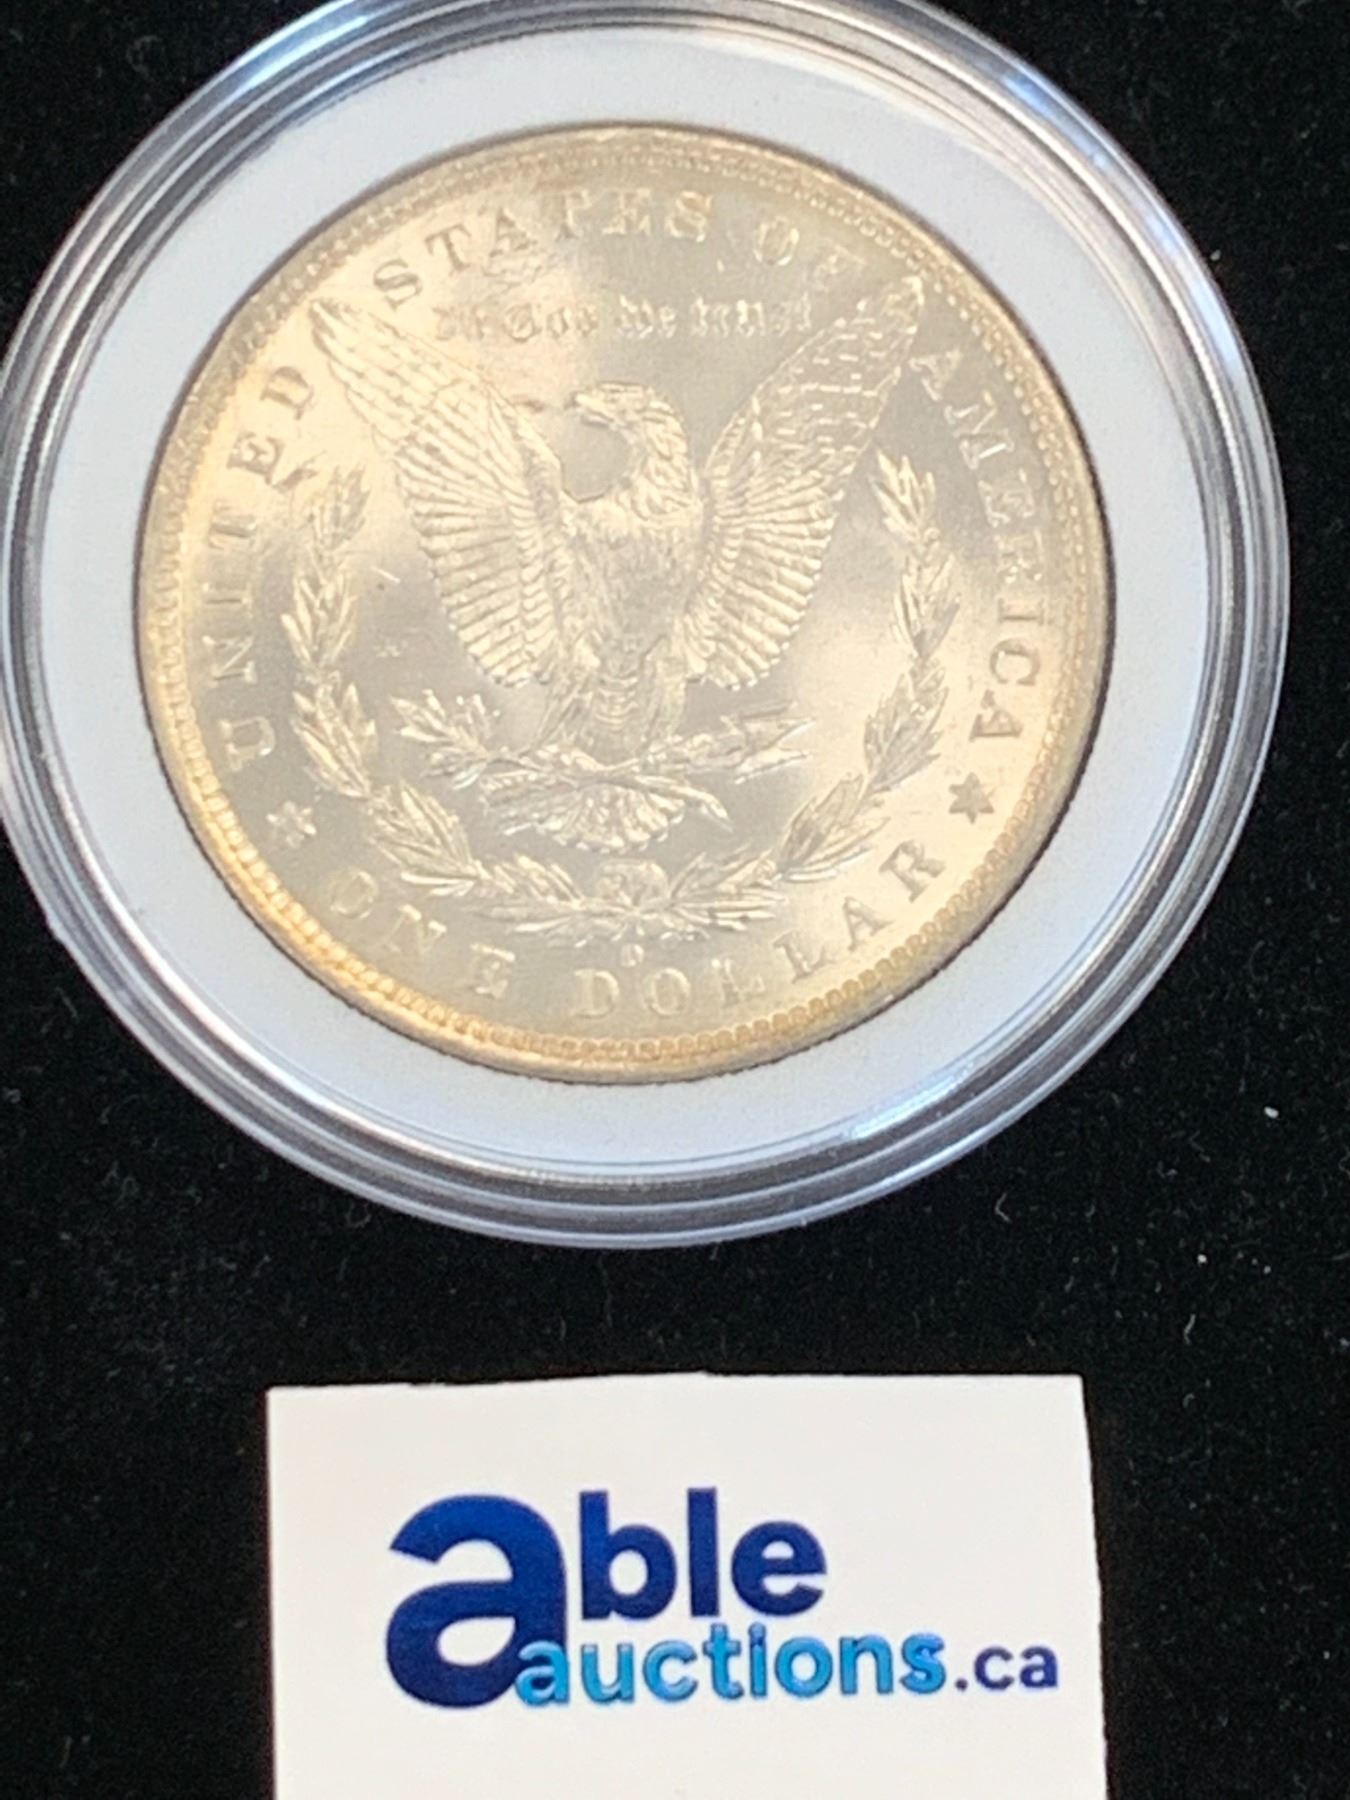 UNITED STATES OF AMERICA
In God we trust
O
ONE DOLLAR
able
auctions.ca